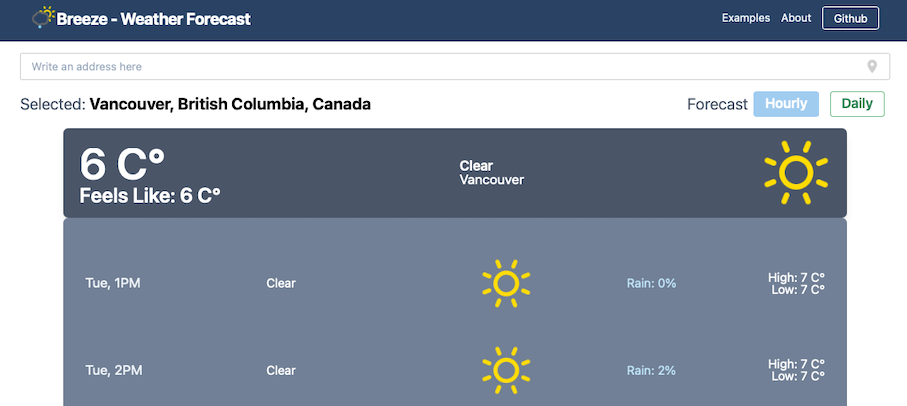 Breeze - Weather Forecast
Examples About Github
Write an address here
Selected: Vancouver, British Columbia, Canada
Forecast Hourly Daily
6 C°
Feels Like: 6 C°
Clear
Vancouver
Tue, 1PM Clear Rain: 0% High: 7 C°
Low: 7 C°
Tue, 2PM Clear Rain: 2% High: 7 C°
Low: 7 C°